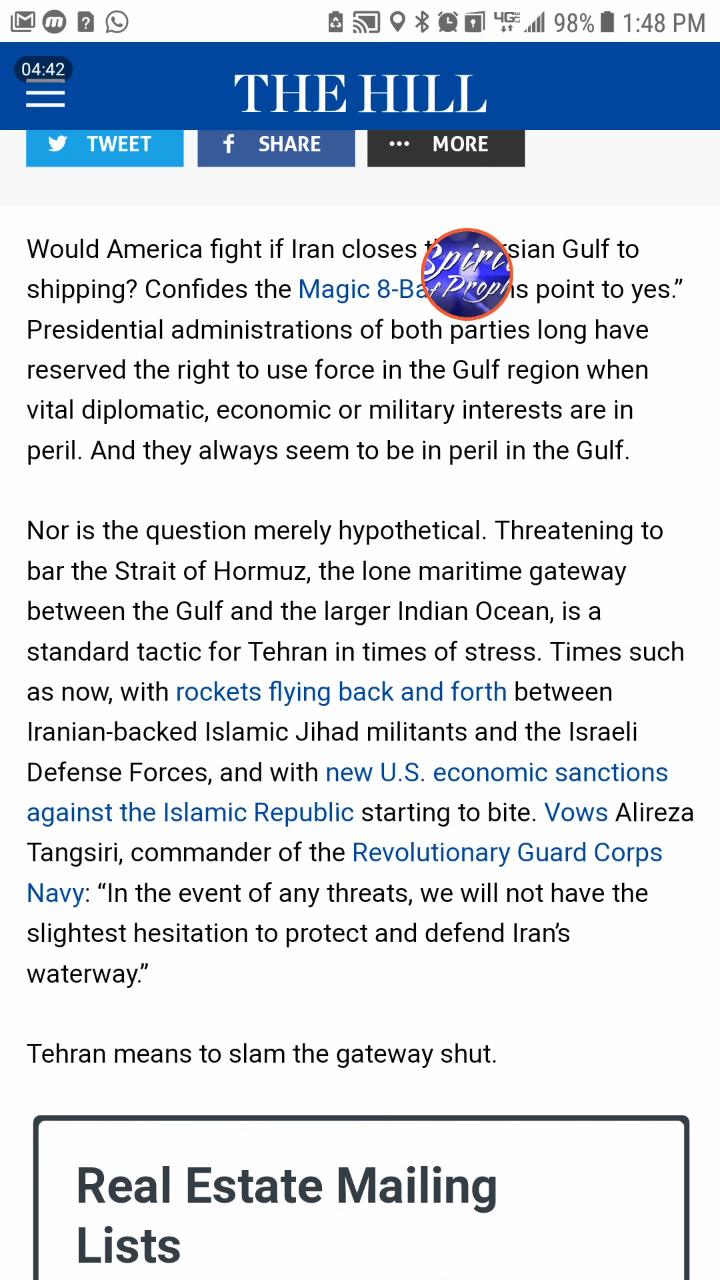 98% 1:48 PM
04:42
THE HILL
TWEET SHARE MORE
Would America fight if Iran closes sian Gulf to
shipping? Confides the Magic 8-Ba s point to yes.”
Spiri
f Proph
Presidential administrations of both parties long have
reserved the right to use force in the Gulf region when
vital diplomatic, economic or military interests are in
peril. And they always seem to be in peril in the Gulf.
Nor is the question merely hypothetical. Threatening to
bar the Strait of Hormuz, the lone maritime gateway
between the Gulf and the larger Indian Ocean, is a
standard tactic for Tehran in times of stress. Times such
as now, with rockets flying back and forth between
Iranian-backed Islamic Jihad militants and the Israeli
Defense Forces, and with new U.S. economic sanctions
against the Islamic Republic starting to bite. Vows Alireza
Tangsiri, commander of the Revolutionary Guard Corps
Navy: “In the event of any threats, we will not have the
slightest hesitation to protect and defend Iran’s
waterway.”
Tehran means to slam the gateway shut.
Real Estate Mailing
Lists